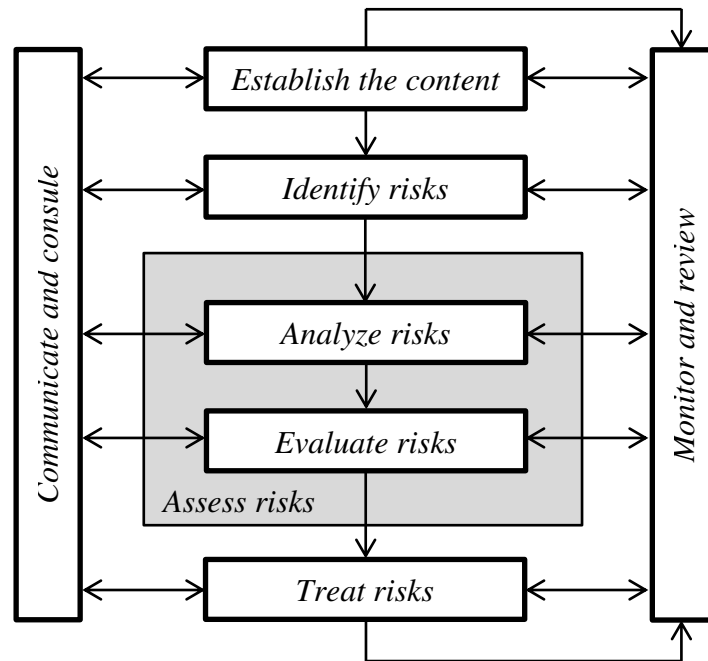 Establish the content
Identify risks
Analyze risks
Evaluate risks
Assess risks
Treat risks
Communicate and consule
Monitor and review